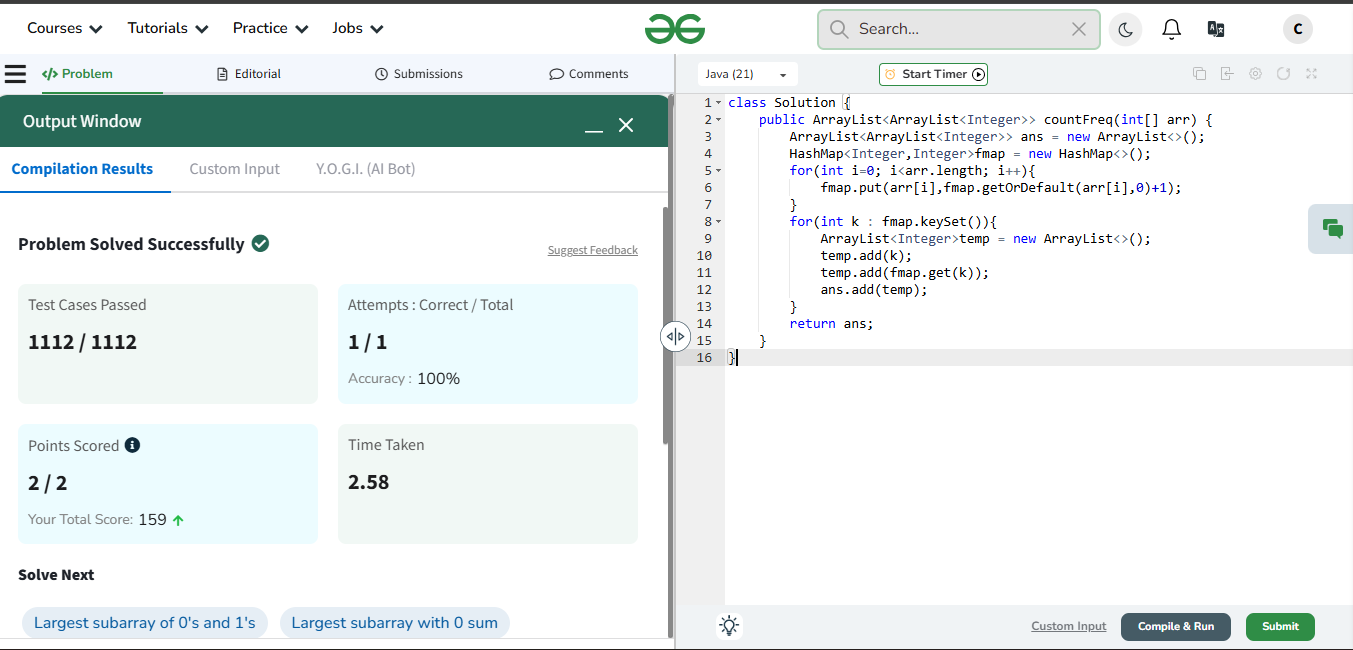 Courses Tutorials Practice Jobs Search... C
</> Problem Editorial Submissions Comments
Output Window
Compilation Results Custom Input Y.O.G.I. (AI Bot)
Problem Solved Successfully
Suggest Feedback
Test Cases Passed
1112 / 1112
Attempts : Correct / Total
1 / 1
Accuracy : 100%
Points Scored
2 / 2
Your Total Score: 159
Time Taken
2.58
Solve Next
Largest subarray of 0's and 1's Largest subarray with 0 sum
Java (21) Start Timer
1 class Solution {
2     public ArrayList<ArrayList<Integer>> countFreq(int[] arr) {
3         ArrayList<ArrayList<Integer>> ans = new ArrayList<>();
4         HashMap<Integer,Integer>fmap = new HashMap<>();
5         for(int i=0; i<arr.length; i++){
6             fmap.put(arr[i],fmap.getOrDefault(arr[i],0)+1);
7         }
8         for(int k : fmap.keySet()){
9             ArrayList<Integer>temp = new ArrayList<>();
10             temp.add(k);
11             temp.add(fmap.get(k));
12             ans.add(temp);
13         }
14         return ans;
15     }
16 }
Custom Input Compile & Run Submit